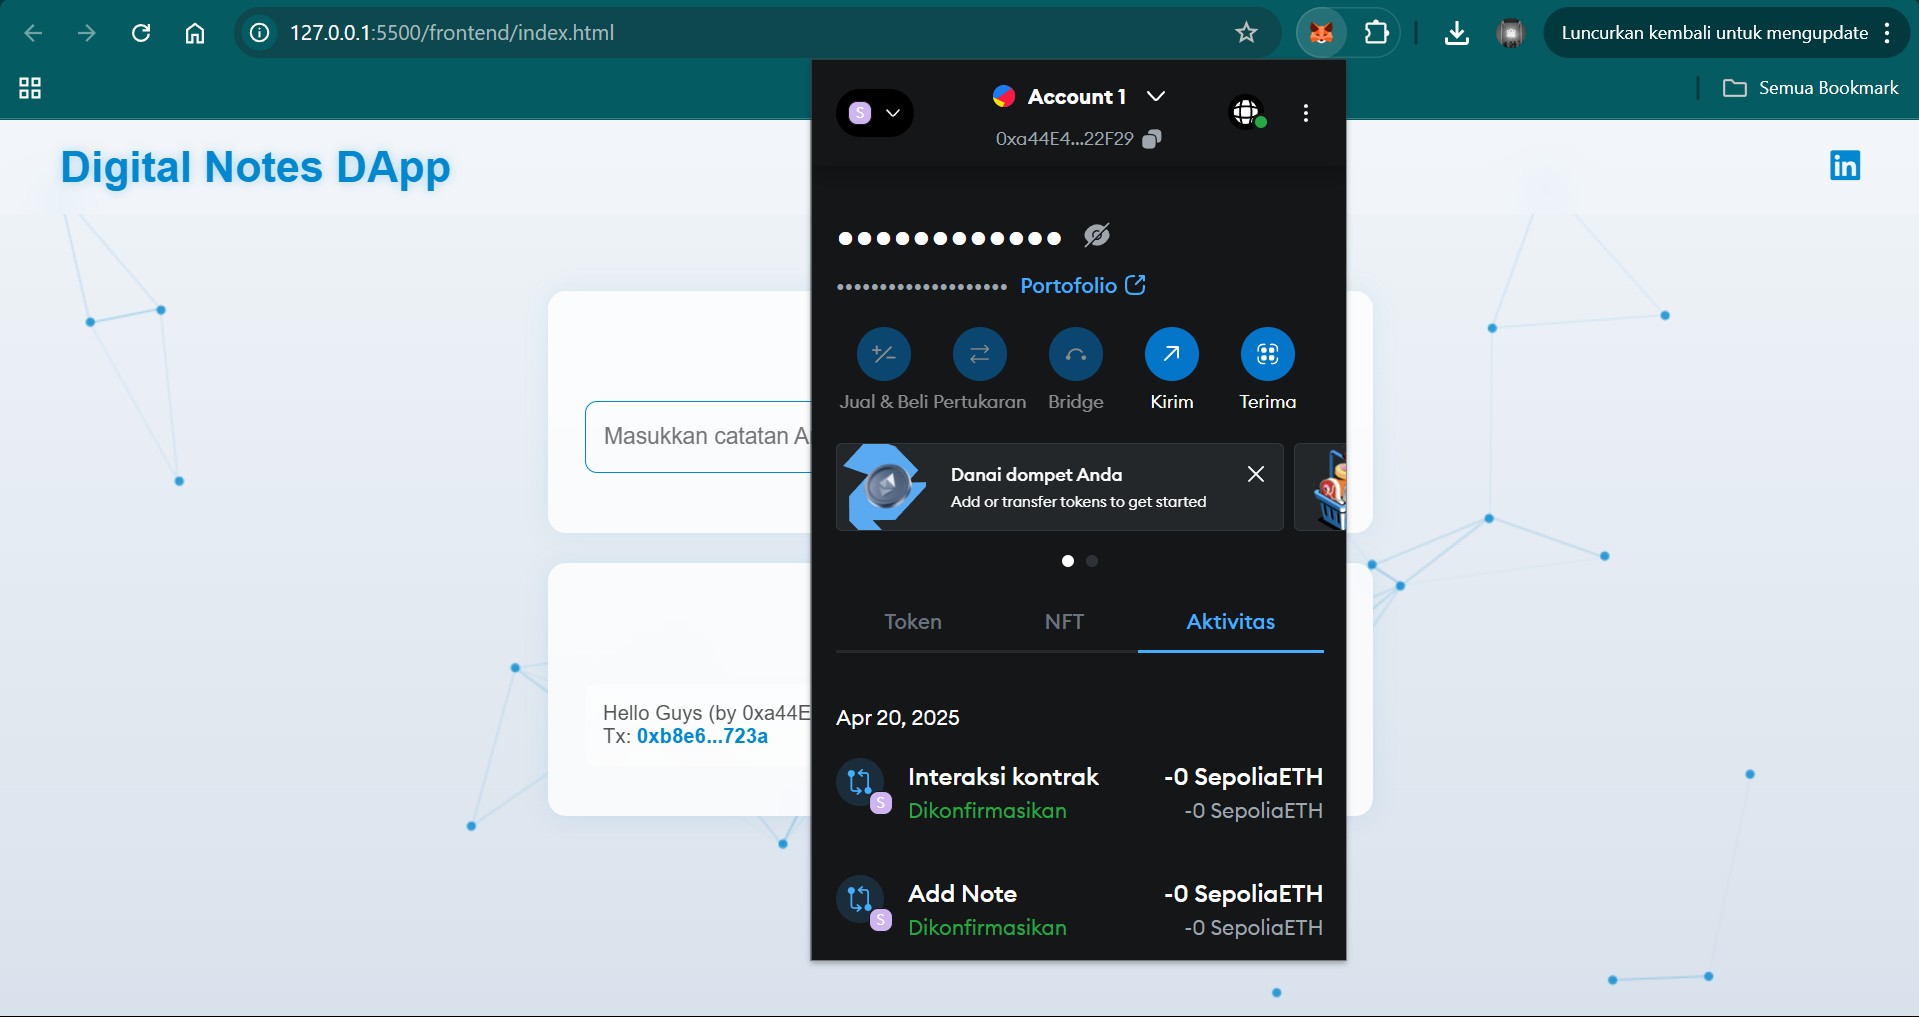 127.0.0.1:5500/frontend/index.html
Luncurkan kembali untuk mengupdate
Semua Bookmark
Digital Notes DApp
in
S
Account 1
0xa44E4...22F29
Portofolio
Jual & Beli
Pertukaran
Bridge
Kirim
Terima
Masukkan catatan A
Danai dompet Anda
Add or transfer tokens to get started
Token
NFT
Aktivitas
Hello Guys (by 0xa44E
Tx: 0xb8e6...723a
Apr 20, 2025
Interaksi kontrak
-0 SepoliaETH
S
Dikonfirmasikan
-0 SepoliaETH
Add Note
-0 SepoliaETH
S
Dikonfirmasikan
-0 SepoliaETH